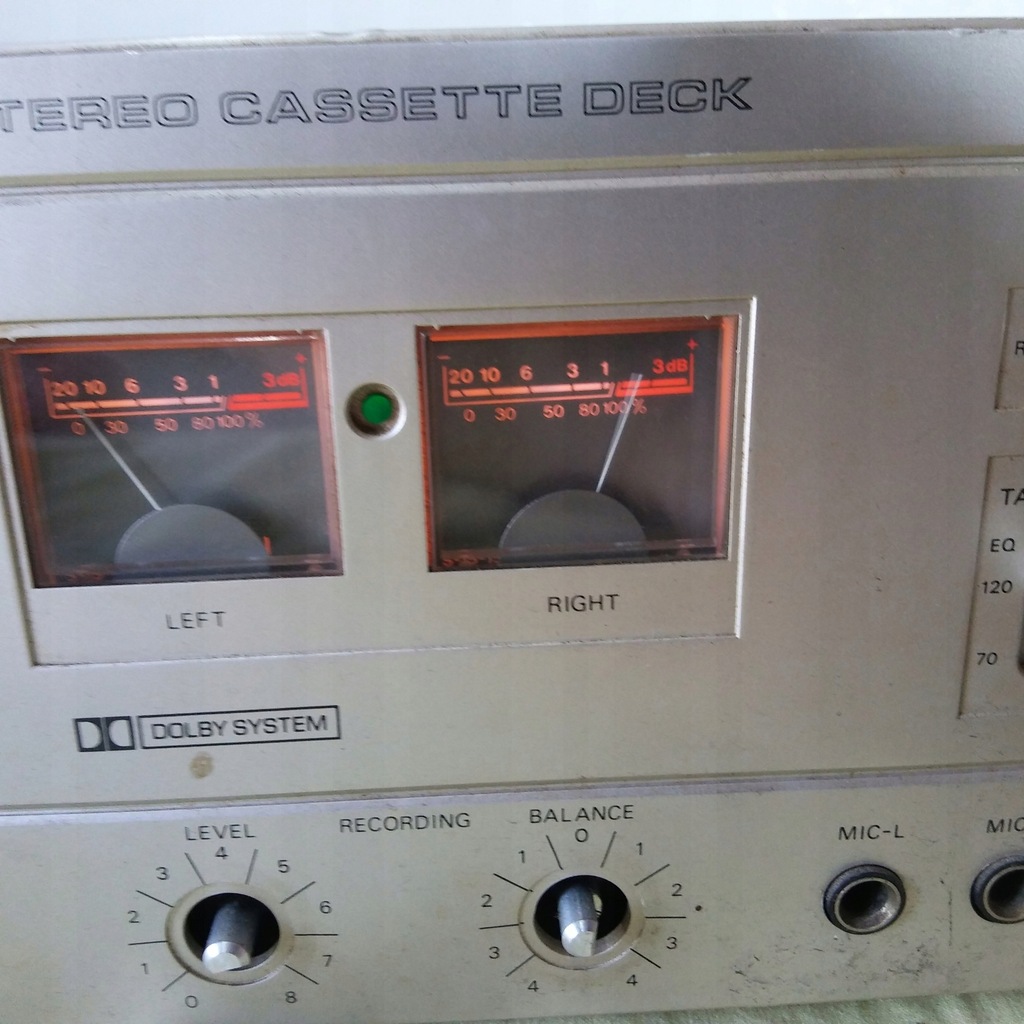 TEREO CASSETTE DECK
− +
20 10 6 3 1 3dB
0 30 50 80 100%
− +
20 10 6 3 1 3dB
0 30 50 80 100%
LEFT
RIGHT
R
TA
EQ
120
70
DOLBY SYSTEM
RECORDING
LEVEL
0 1 2 3 4 5 6 7 8
BALANCE
4 3 2 1 0 1 2 3 4
MIC-L
MIC